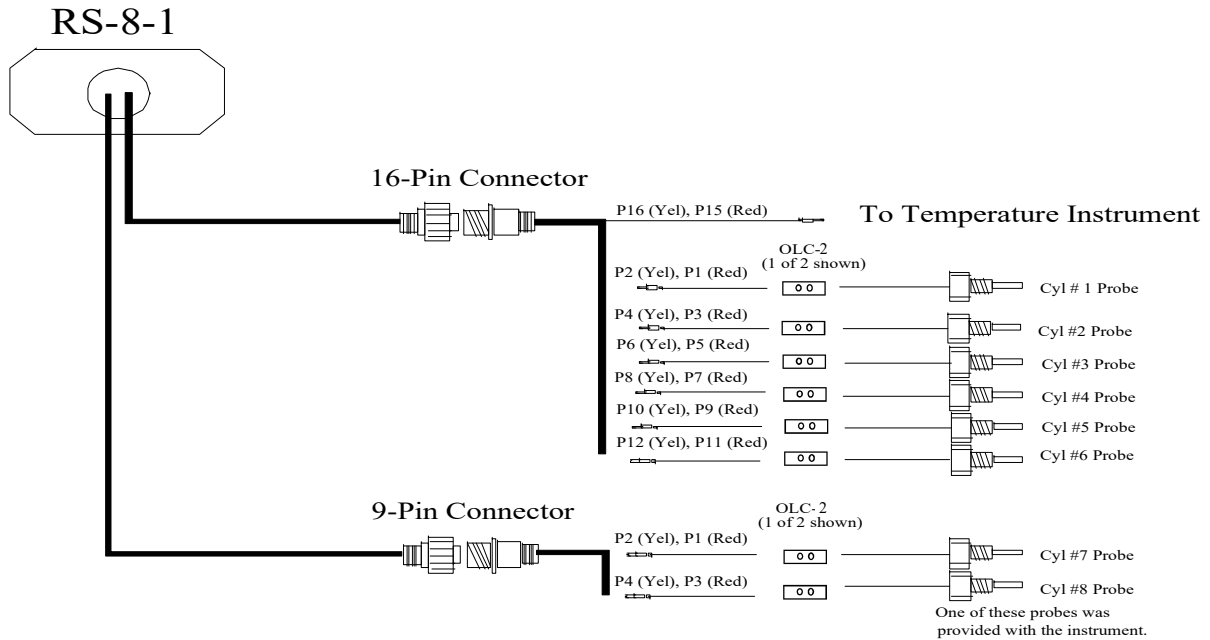 RS-8-1
16-Pin Connector
P16 (Yel), P15 (Red)
To Temperature Instrument
OLC-2
(1 of 2 shown)
P2 (Yel), P1 (Red)
Cyl # 1 Probe
P4 (Yel), P3 (Red)
Cyl #2 Probe
P6 (Yel), P5 (Red)
Cyl #3 Probe
P8 (Yel), P7 (Red)
Cyl #4 Probe
P10 (Yel), P9 (Red)
Cyl #5 Probe
P12 (Yel), P11 (Red)
Cyl #6 Probe
9-Pin Connector
OLC- 2
(1 of 2 shown)
P2 (Yel), P1 (Red)
Cyl #7 Probe
P4 (Yel), P3 (Red)
Cyl #8 Probe
One of these probes was
provided with the instrument.